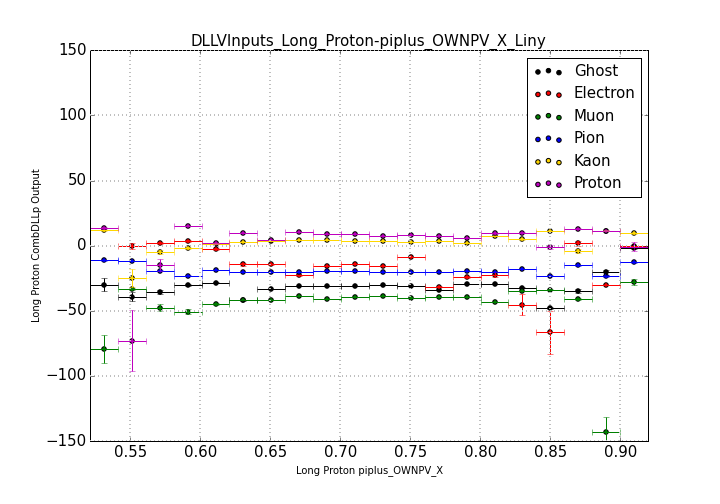 DLLVInputs_Long_Proton-piplus_OWNPV_X_Liny
150
100
50
0
−50
−100
−150
Long Proton CombDLLp Output
Ghost
Electron
Muon
Pion
Kaon
Proton
0.55 0.60 0.65 0.70 0.75 0.80 0.85 0.90
Long Proton piplus_OWNPV_X